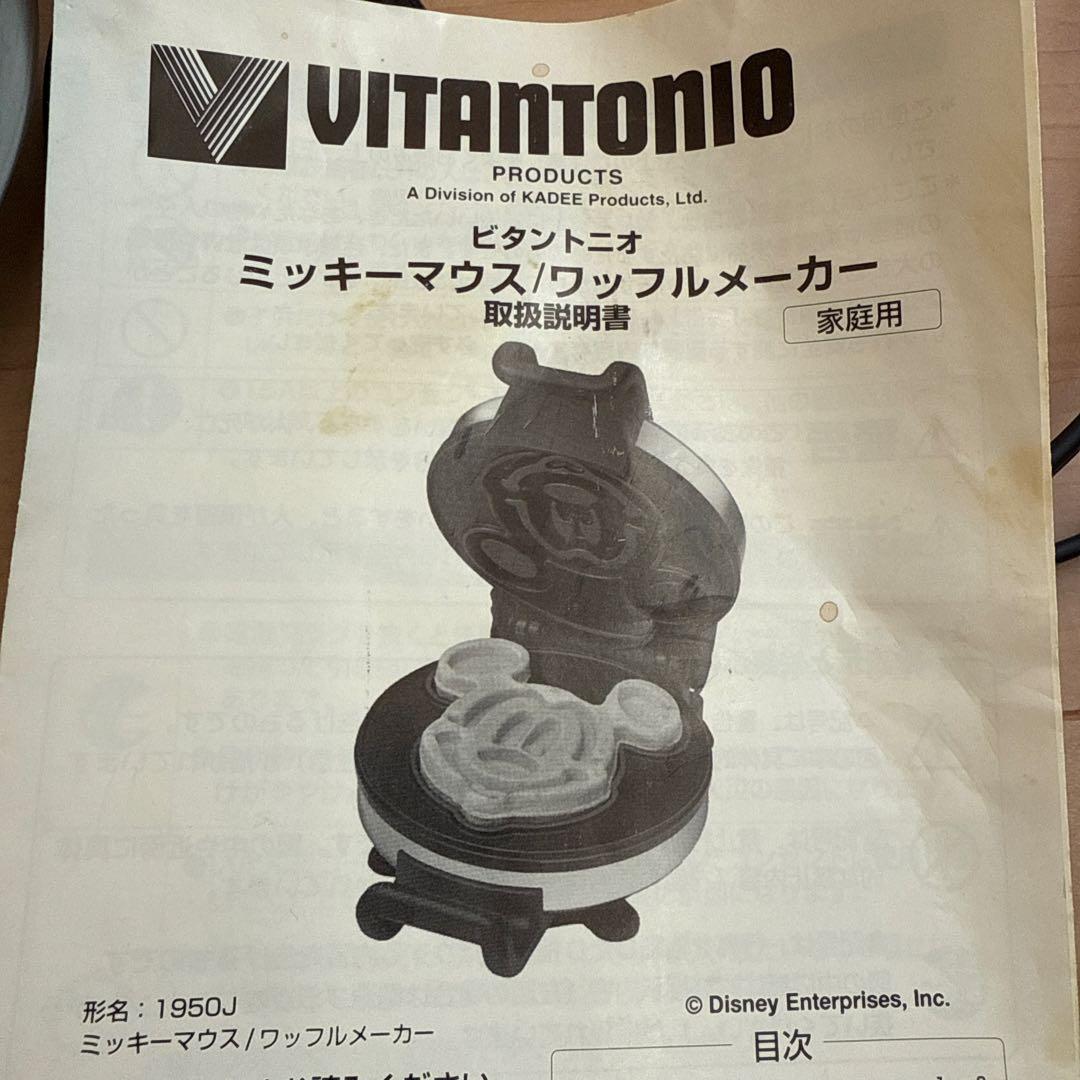 VITANTONIO
PRODUCTS
A Division of KADEE Products, Ltd.
ビタントニオ
ミッキーマウス/ワッフルメーカー
取扱説明書
家庭用
形名：1950J
ミッキーマウス/ワッフルメーカー
© Disney Enterprises, Inc.
目次